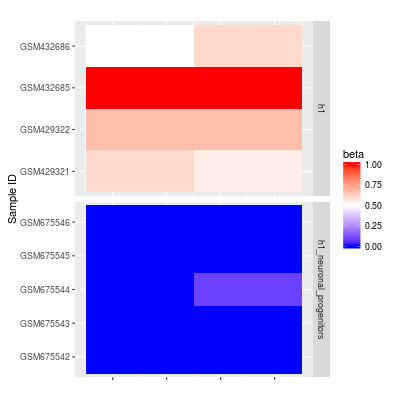 Sample ID
GSM432686
GSM432685
GSM429322
GSM429321
h1
GSM675546
GSM675545
GSM675544
GSM675543
GSM675542
h1_neuronal_progenitors
beta
1.00
0.75
0.50
0.25
0.00